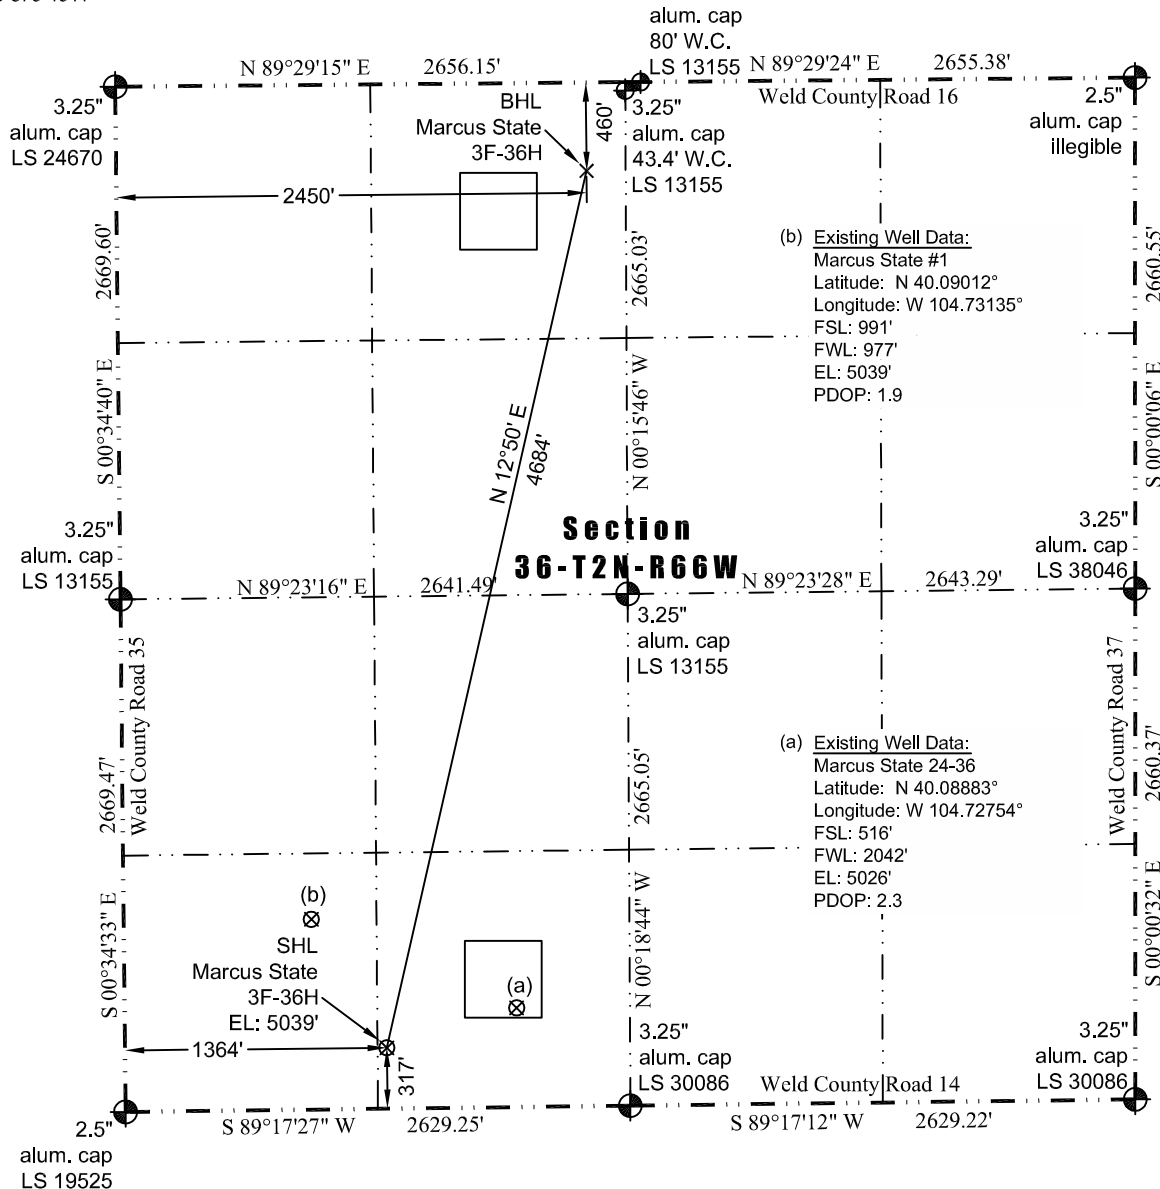 alum. cap
80' W.C.
LS 13155
N 89°29'15" E
2656.15'
N 89°29'24" E
2655.38'
Weld County Road 16
3.25"
alum. cap
LS 24670
BHL
Marcus State
3F-36H
460'
3.25"
alum. cap
43.4' W.C.
LS 13155
2.5"
alum. cap
illegible
2450'
2669.60'
2665.03'
2660.55'
(b) Existing Well Data:
Marcus State #1
Latitude: N 40.09012°
Longitude: W 104.73135°
FSL: 991'
FWL: 977'
EL: 5039'
PDOP: 1.9
S 00°34'40" E
N 12°50' E
4684'
N 00°15'46" W
S 00°00'06" E
Section
36-T2N-R66W
3.25"
alum. cap
LS 13155
3.25"
alum. cap
LS 38046
N 89°23'16" E
2641.49'
N 89°23'28" E
2643.29'
3.25"
alum. cap
LS 13155
Weld County Road 35
Weld County Road 37
2669.47'
2665.05'
2660.37'
(a) Existing Well Data:
Marcus State 24-36
Latitude: N 40.08883°
Longitude: W 104.72754°
FSL: 516'
FWL: 2042'
EL: 5026'
PDOP: 2.3
S 00°34'33" E
N 00°18'44" W
S 00°00'32" E
(b)
SHL
Marcus State
3F-36H
EL: 5039'
(a)
1364'
317'
3.25"
alum. cap
LS 30086
3.25"
alum. cap
LS 30086
Weld County Road 14
2.5"
alum. cap
LS 19525
S 89°17'27" W
2629.25'
S 89°17'12" W
2629.22'